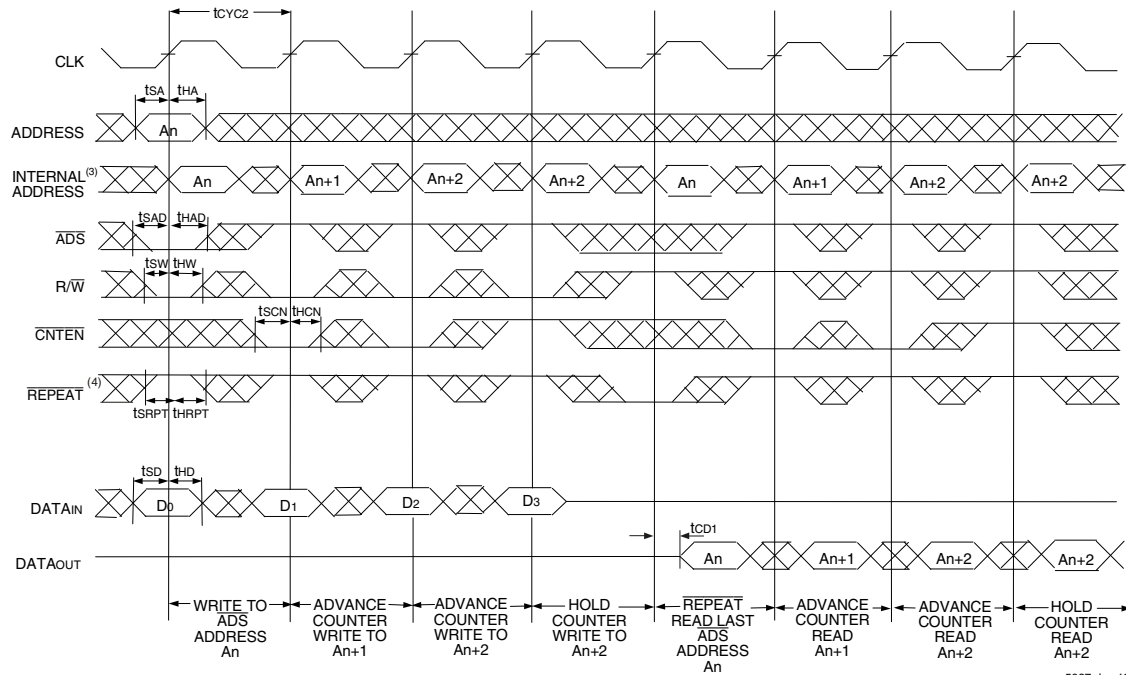 tCYC2
CLK
tSA tHA
ADDRESS An
INTERNAL (3)
ADDRESS
An An+1 An+2 An+2 An An+1 An+2 An+2
tSAD tHAD
ADS
tSW tHW
R/W
tSCN tHCN
CNTEN
REPEAT (4)
tSRPT tHRPT
tSD tHD
DATAIN D0 D1 D2 D3
tCD1
DATAOUT An An+1 An+2 An+2
WRITE TO
ADS
ADDRESS
An
ADVANCE
COUNTER
WRITE TO
An+1
ADVANCE
COUNTER
WRITE TO
An+2
HOLD
COUNTER
WRITE TO
An+2
REPEAT
READ LAST
ADS
ADDRESS
An
ADVANCE
COUNTER
READ
An+1
ADVANCE
COUNTER
READ
An+2
HOLD
COUNTER
READ
An+2